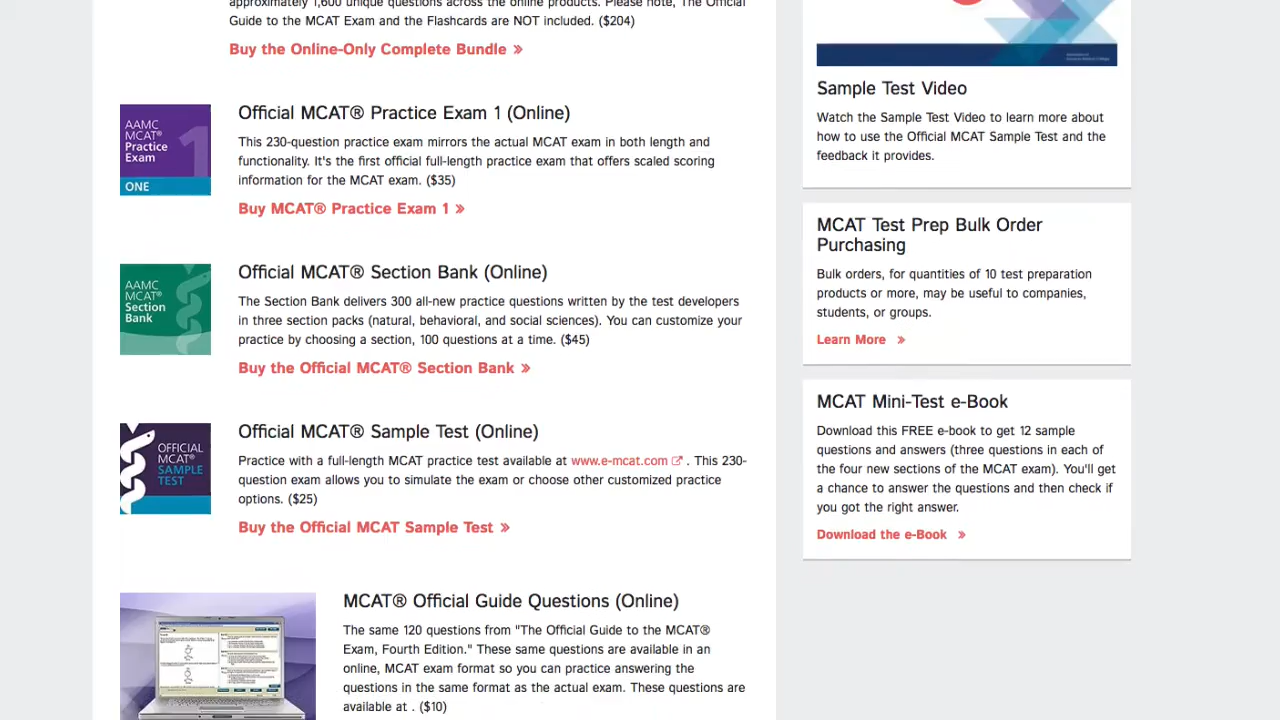 approximately 1,600 unique questions across the online products. Please note, The Official
Guide to the MCAT Exam and the Flashcards are NOT included. ($204)
Buy the Online-Only Complete Bundle »
AAMC
MCAT®
Practice
Exam
1
ONE
Official MCAT® Practice Exam 1 (Online)
This 230-question practice exam mirrors the actual MCAT exam in both length and
functionality. It's the first official full-length practice exam that offers scaled scoring
information for the MCAT exam. ($35)
Buy MCAT® Practice Exam 1 »
AAMC
MCAT®
Section
Bank
Official MCAT® Section Bank (Online)
The Section Bank delivers 300 all-new practice questions written by the test developers
in three section packs (natural, behavioral, and social sciences). You can customize your
practice by choosing a section, 100 questions at a time. ($45)
Buy the Official MCAT® Section Bank »
OFFICIAL
MCAT®
SAMPLE
TEST
Official MCAT® Sample Test (Online)
Practice with a full-length MCAT practice test available at www.e-mcat.com . This 230-
question exam allows you to simulate the exam or choose other customized practice
options. ($25)
Buy the Official MCAT Sample Test »
MCAT® Official Guide Questions (Online)
The same 120 questions from "The Official Guide to the MCAT®
Exam, Fourth Edition." These same questions are available in an
online, MCAT exam format so you can practice answering the
questions in the same format as the actual exam. These questions are
available at . ($10)
Sample Test Video
Watch the Sample Test Video to learn more about
how to use the Official MCAT Sample Test and the
feedback it provides.
MCAT Test Prep Bulk Order
Purchasing
Bulk orders, for quantities of 10 test preparation
products or more, may be useful to companies,
students, or groups.
Learn More »
MCAT Mini-Test e-Book
Download this FREE e-book to get 12 sample
questions and answers (three questions in each of
the four new sections of the MCAT exam). You'll get
a chance to answer the questions and then check if
you got the right answer.
Download the e-Book »